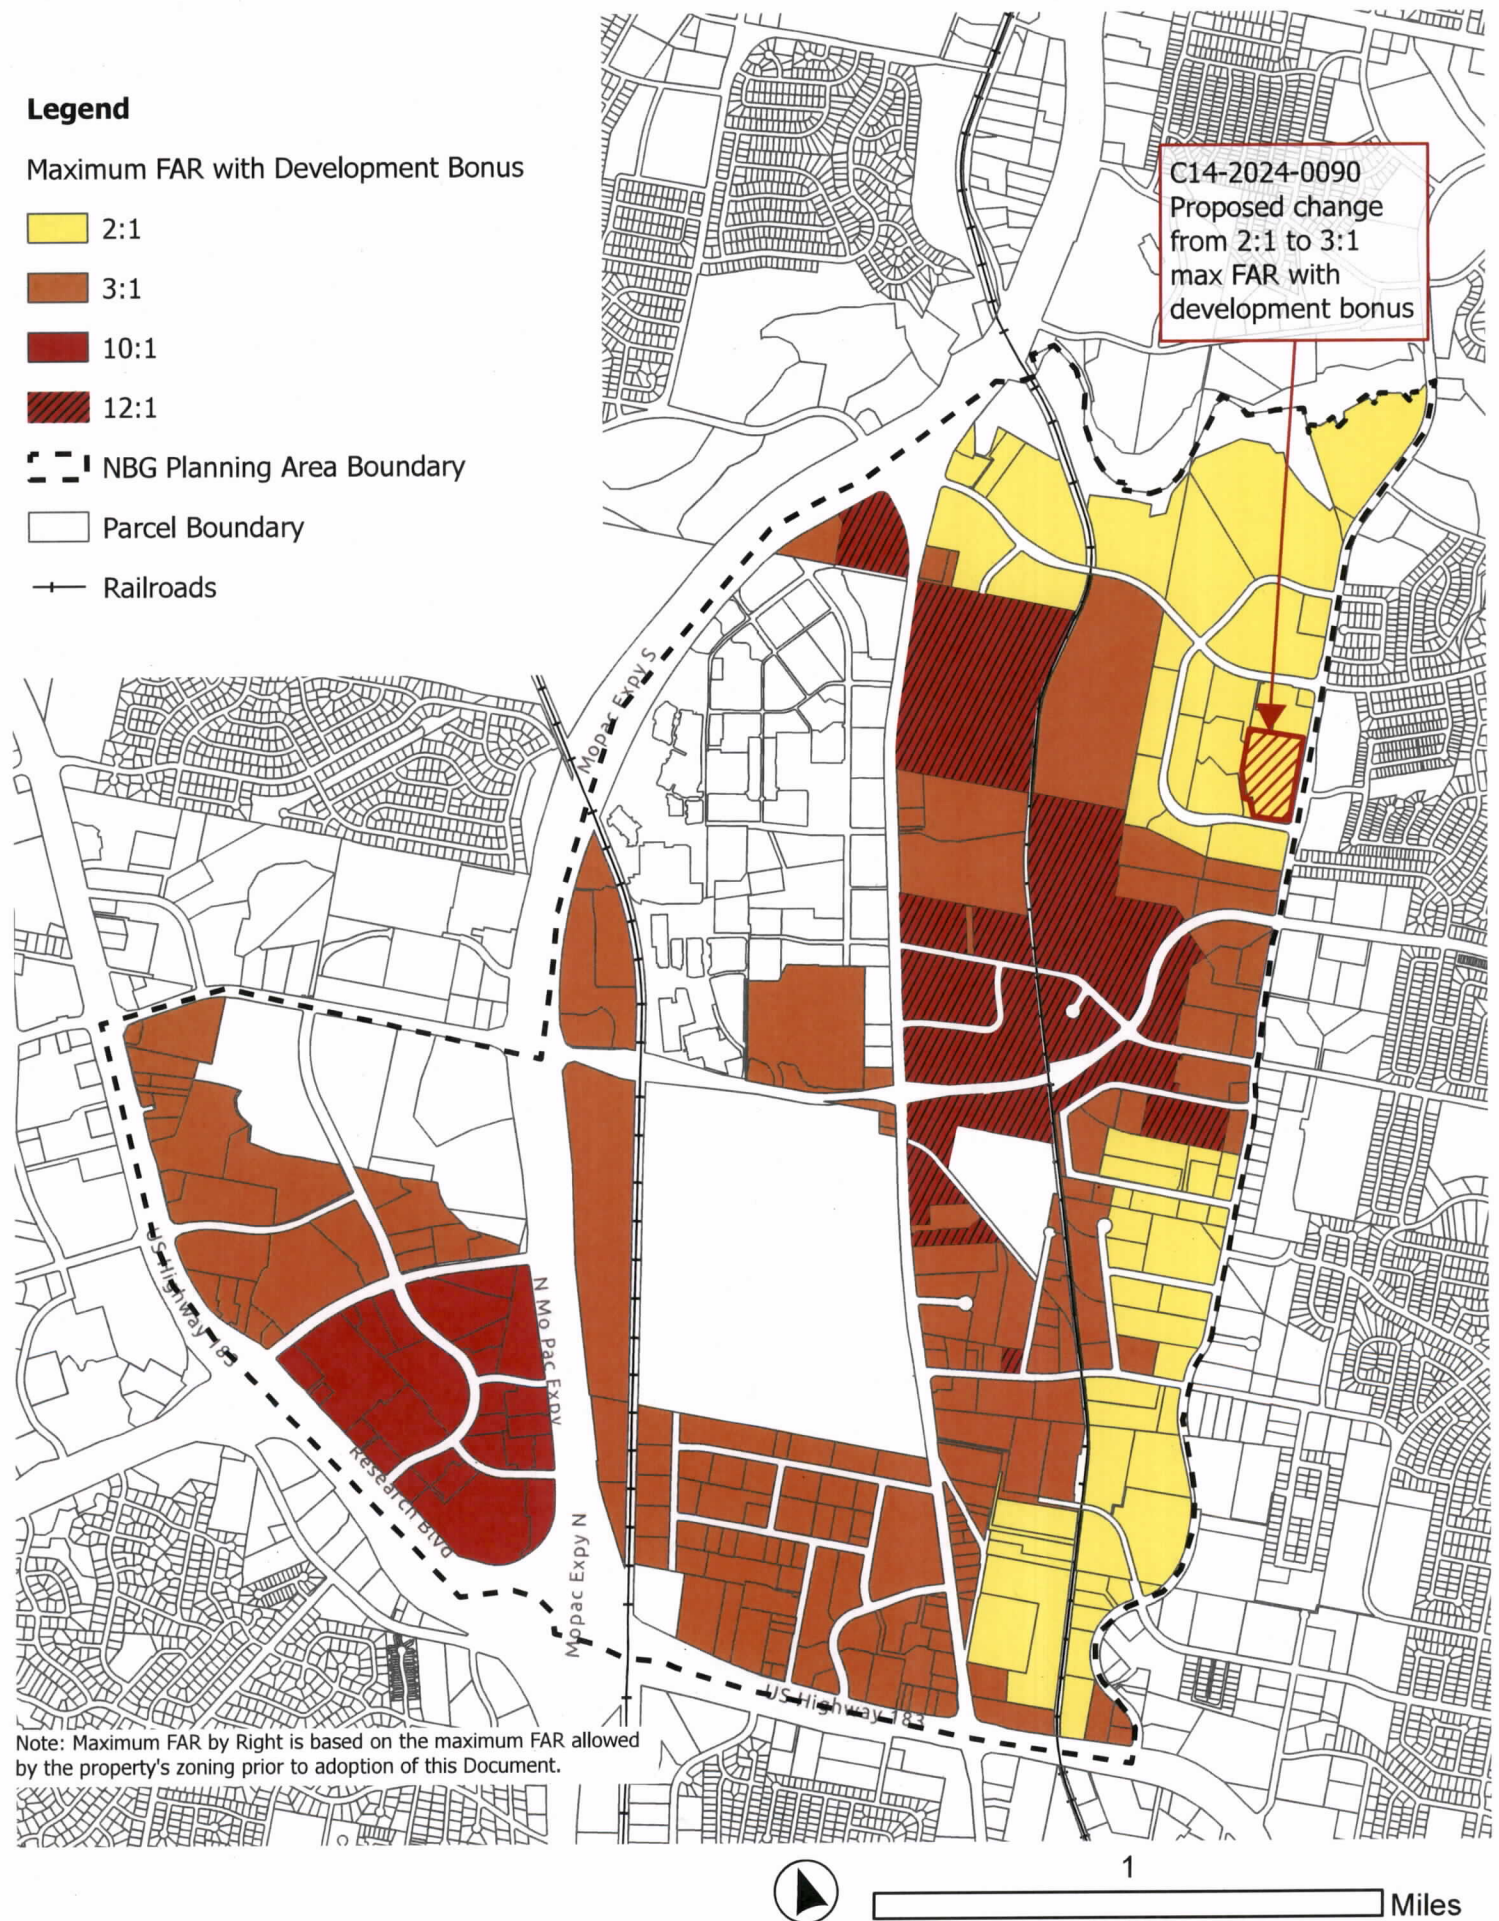 Legend
Maximum FAR with Development Bonus
2:1
3:1
10:1
12:1
NBG Planning Area Boundary
Parcel Boundary
Railroads
C14-2024-0090
Proposed change
from 2:1 to 3:1
max FAR with
development bonus
Mopac Expy S
US Highway 183
N Mo Pac Expy
Research Blvd
Mopac Expy N
US Highway 183
Note: Maximum FAR by Right is based on the maximum FAR allowed
by the property's zoning prior to adoption of this Document.
1
Miles